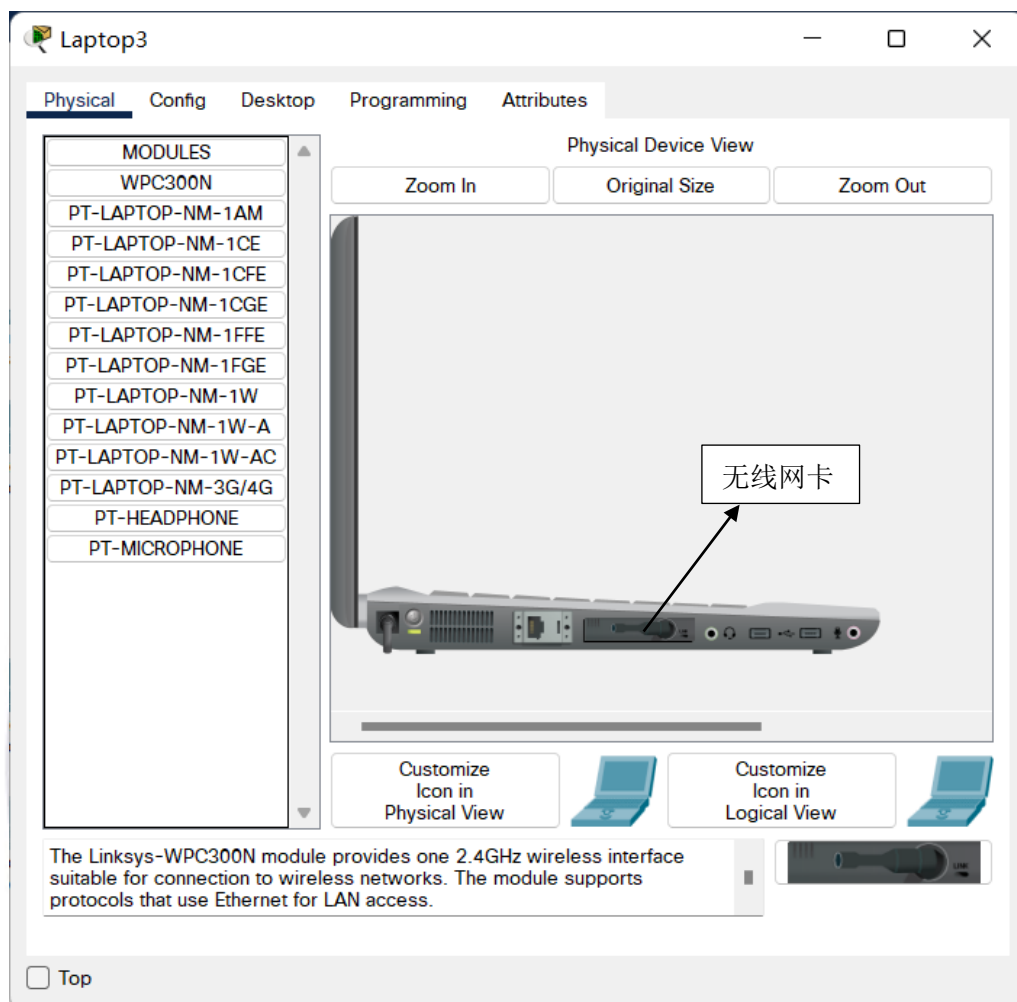 Laptop3
Physical Config Desktop Programming Attributes
MODULES
WPC300N
PT-LAPTOP-NM-1AM
PT-LAPTOP-NM-1CE
PT-LAPTOP-NM-1CFE
PT-LAPTOP-NM-1CGE
PT-LAPTOP-NM-1FFE
PT-LAPTOP-NM-1FGE
PT-LAPTOP-NM-1W
PT-LAPTOP-NM-1W-A
PT-LAPTOP-NM-1W-AC
PT-LAPTOP-NM-3G/4G
PT-HEADPHONE
PT-MICROPHONE
Physical Device View
Zoom In Original Size Zoom Out
无线网卡
Customize
Icon in
Physical View
Customize
Icon in
Logical View
The Linksys-WPC300N module provides one 2.4GHz wireless interface
suitable for connection to wireless networks. The module supports
protocols that use Ethernet for LAN access.
LINK
Top